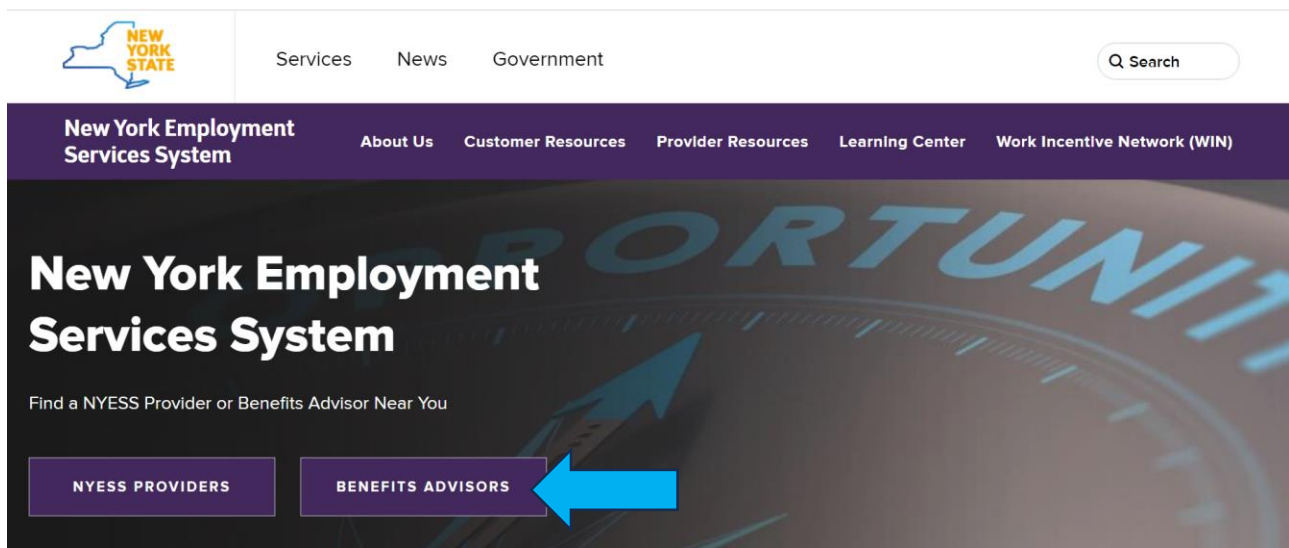 NEW
YORK
STATE
Services News Government
Search
New York Employment
Services System
About Us Customer Resources Provider Resources Learning Center Work Incentive Network (WIN)
OPPORTUNIT
New York Employment
Services System
Find a NYESS Provider or Benefits Advisor Near You
NYESS PROVIDERS BENEFITS ADVISORS